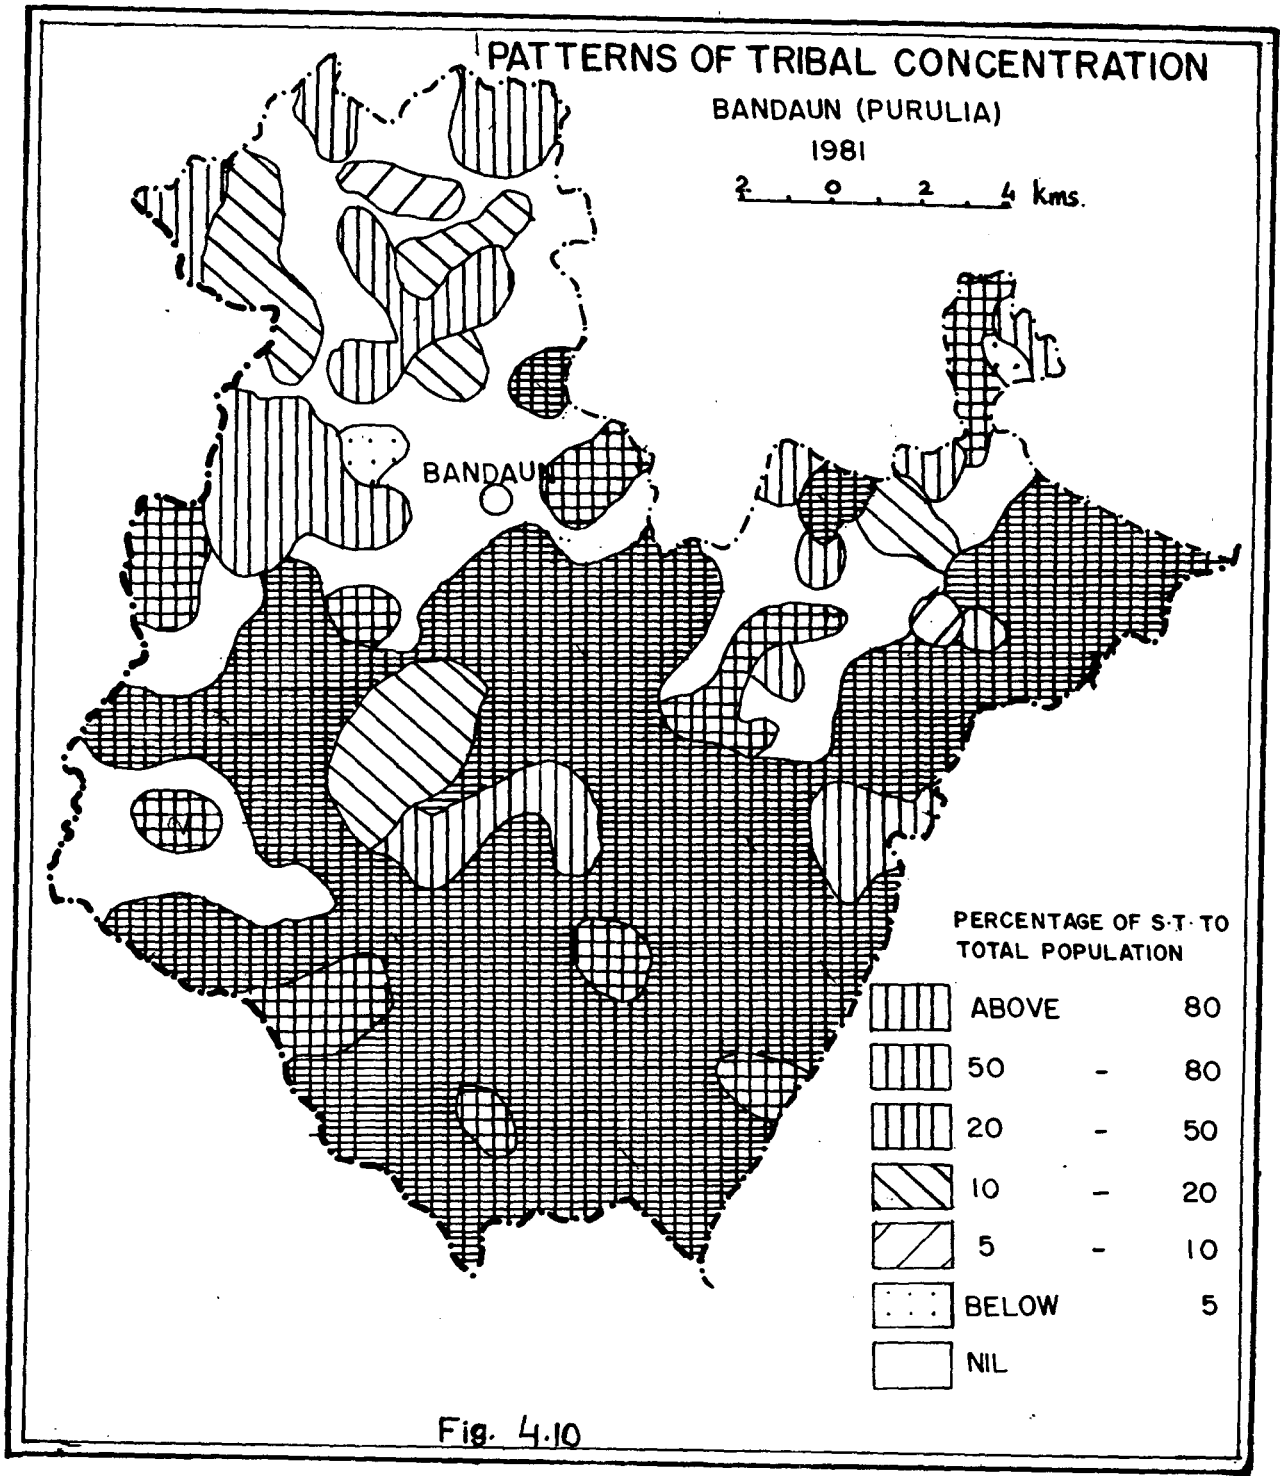 PATTERNS OF TRIBAL CONCENTRATION
BANDAUN (PURULIA)
1981
2 0 2 4 kms.
BANDAUN
PERCENTAGE OF S.T. TO
TOTAL POPULATION
ABOVE 80
50 - 80
20 - 50
10 - 20
5 - 10
BELOW 5
NIL
Fig. 4.10